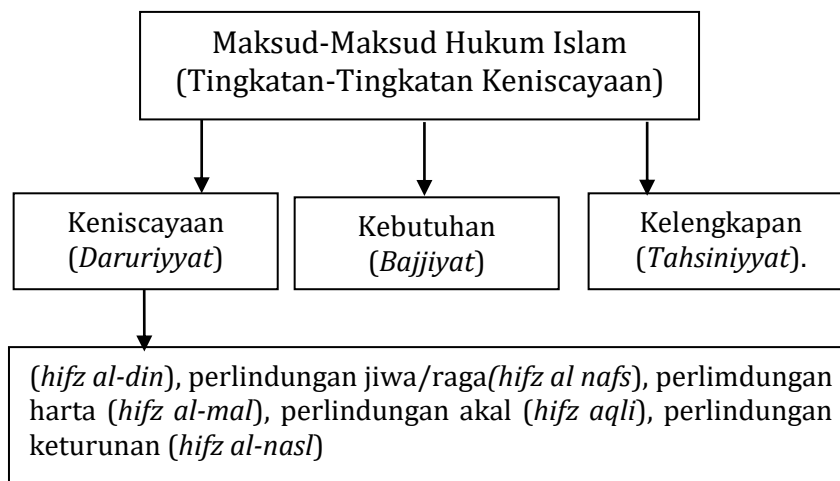 Maksud-Maksud Hukum Islam
(Tingkatan-Tingkatan Keniscayaan)
Keniscayaan
(Daruriyyat)
Kebutuhan
(Bajjiyat)
Kelengkapan
(Tahsiniyyat).
(hifz al-din), perlindungan jiwa/raga(hifz al nafs), perlimdungan
harta (hifz al-mal), perlindungan akal (hifz aqli), perlindungan
keturunan (hifz al-nasl)